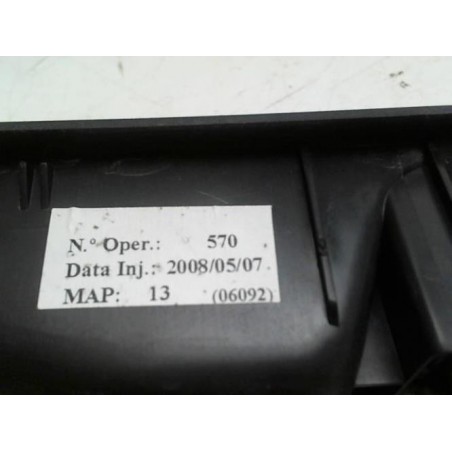 N.º Oper.: 570
Data Inj.: 2008/05/07
MAP: 13 (06092)